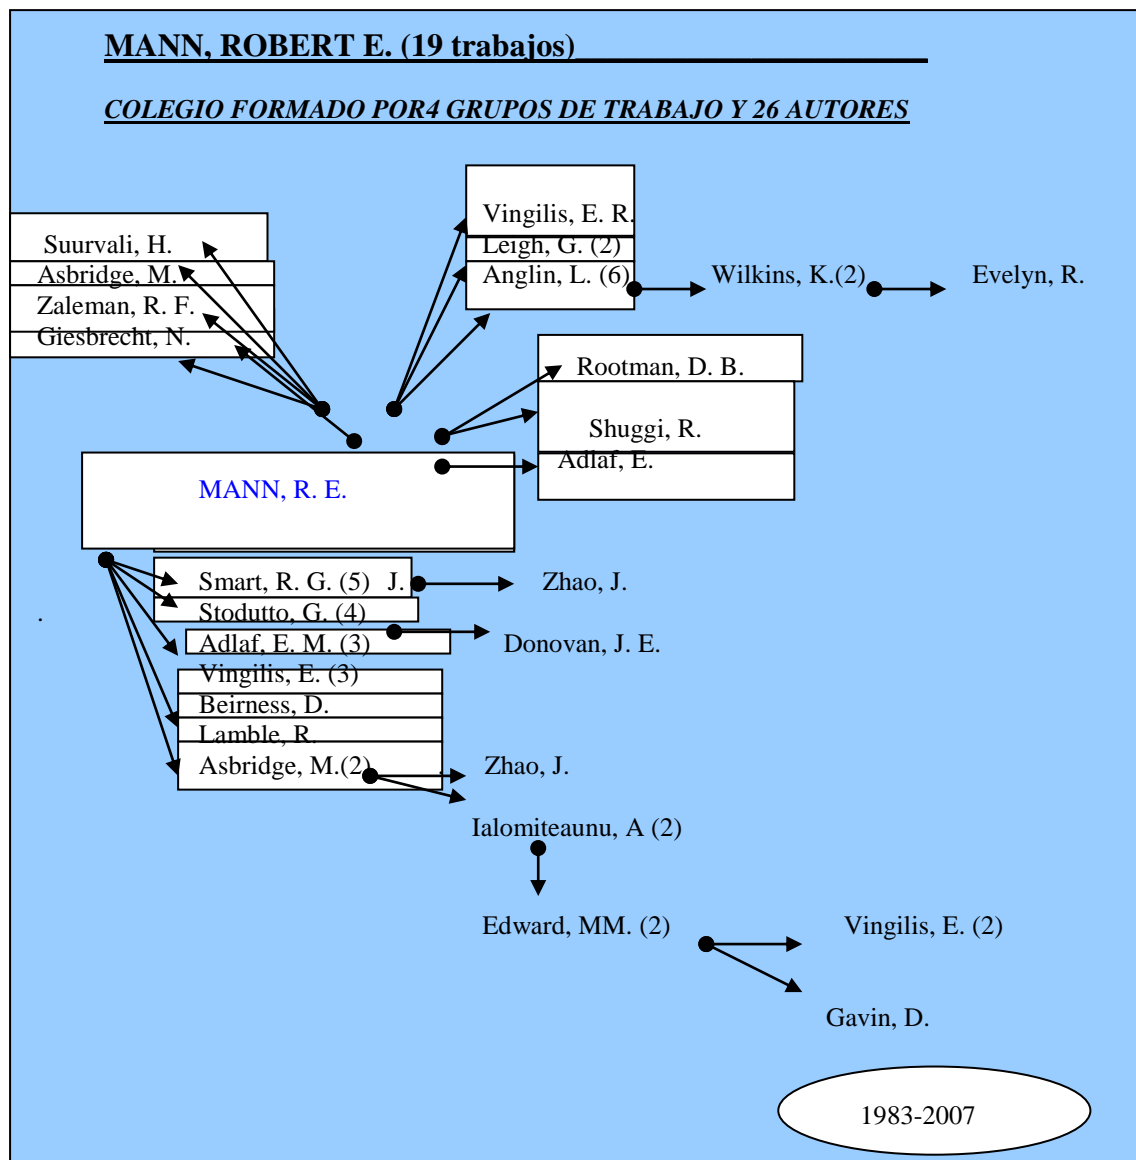 MANN, ROBERT E. (19 trabajos)
COLEGIO FORMADO POR4 GRUPOS DE TRABAJO Y 26 AUTORES
Vingilis, E. R.
Suurvali, H.
Leigh, G. (2)
Asbridge, M.
Anglin, L. (6)
Wilkins, K.(2)
Evelyn, R.
Zaleman, R. F.
Giesbrecht, N.
Rootman, D. B.
Shuggi, R.
Adlaf, E.
MANN, R. E.
Smart, R. G. (5) J.
Zhao, J.
Stodutto, G. (4)
.
Adlaf, E. M. (3)
Donovan, J. E.
Vingilis, E. (3)
Beirness, D.
Lamble, R.
Asbridge, M.(2)
Zhao, J.
Ialomiteaunu, A (2)
Edward, MM. (2)
Vingilis, E. (2)
Gavin, D.
1983-2007